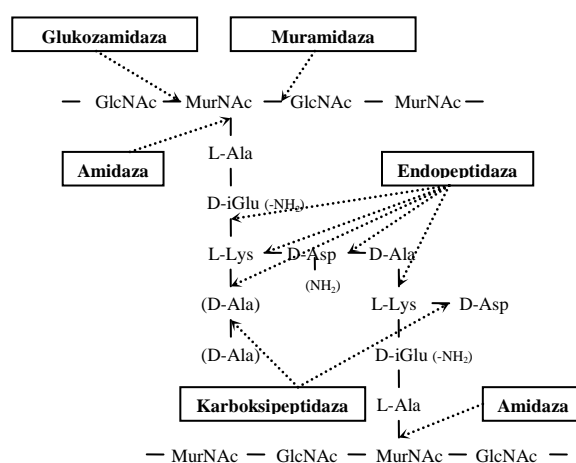 Glukozamidaza Muramidaza
— GlcNAc — MurNAc — GlcNAc — MurNAc —
Amidaza L-Ala Endopeptidaza
D-iGlu (-NH₂)
L-Lys — D-Asp — D-Ala
(NH₂)
(D-Ala) L-Lys — D-Asp
(D-Ala) D-iGlu (-NH₂)
Karboksipeptidaza L-Ala Amidaza
— MurNAc — GlcNAc — MurNAc — GlcNAc —